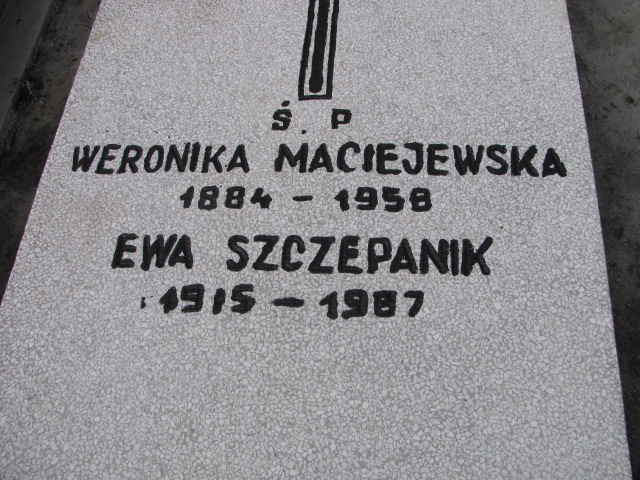 Ś. P
WERONIKA MACIEJEWSKA
1884 - 1958
EWA SZCZEPANIK
1915 - 1987